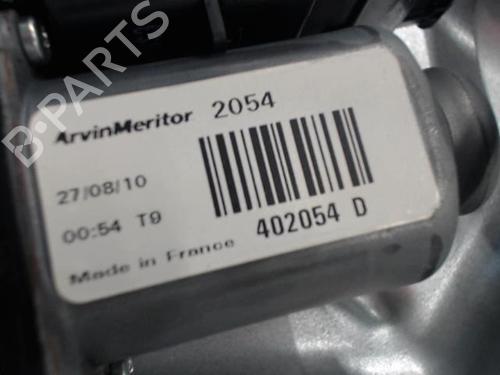 B-PARTS
ArvinMeritor 2054
27/08/10
00:54 T9
402054 D
Made in France